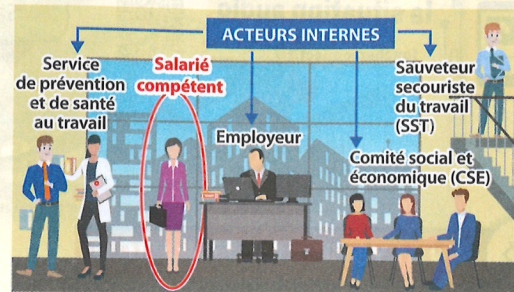 ACTEURS INTERNES
Service
de prévention
et de santé
au travail
Salarié
compétent
Employeur
Sauveteur
secouriste
du travail
(SST)
Comité social et
économique (CSE)